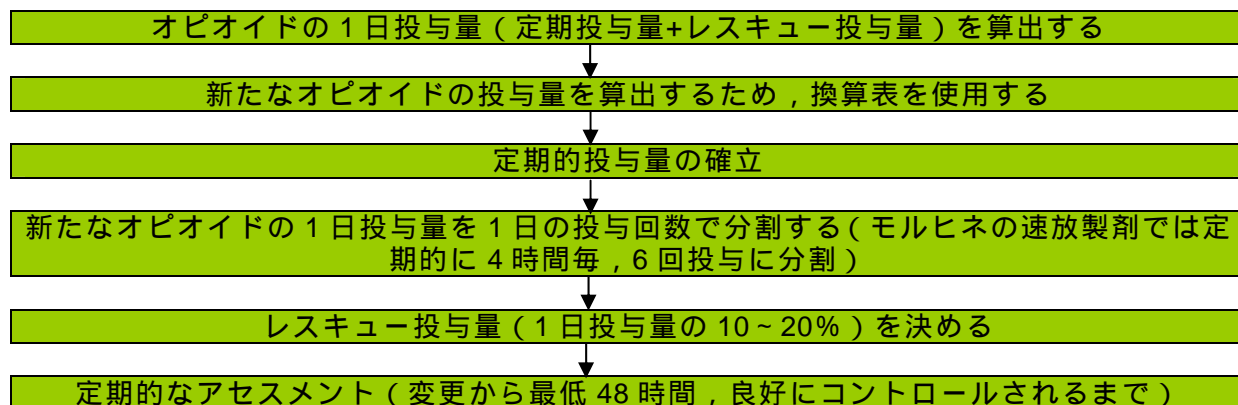 オピオイドの1日投与量(定期投与量+レスキュー投与量)を算出する
新たなオピオイドの投与量を算出するため,換算表を使用する
定期的投与量の確立
新たなオピオイドの1日投与量を1日の投与回数で分割する(モルヒネの速放製剤では定
期的に4時間毎,6回投与に分割)
レスキュー投与量(1日投与量の10~20%)を決める
定期的なアセスメント(変更から最低48時間,良好にコントロールされるまで)